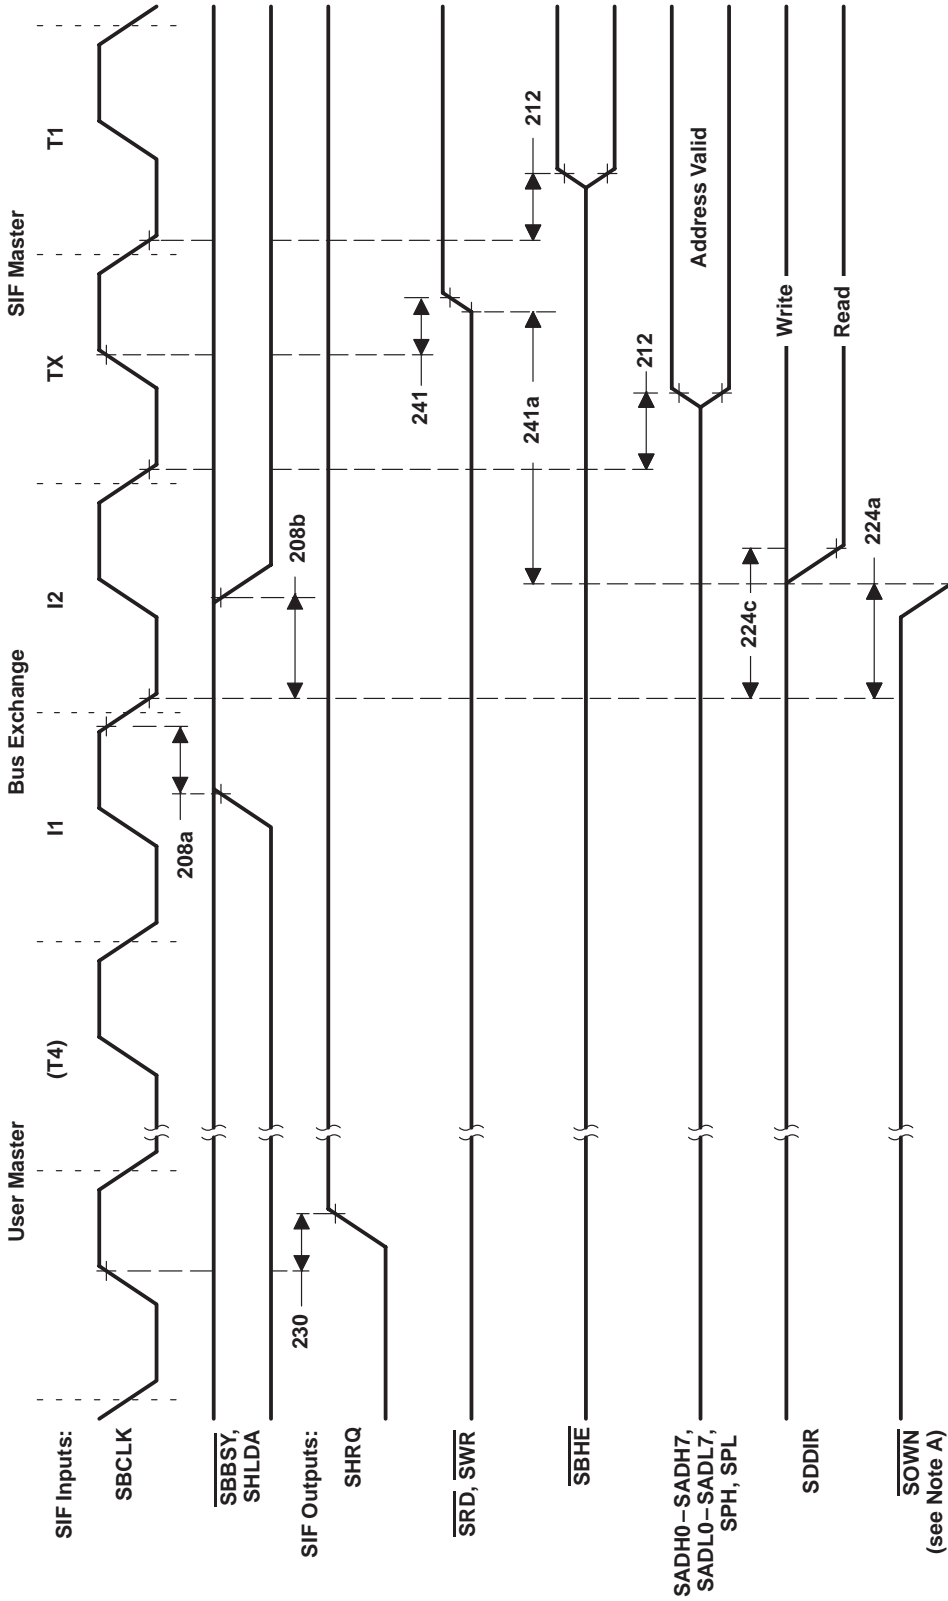 User Master
Bus Exchange
SIF Master
(T4)
I1
I2
TX
T1
SIF Inputs:
SBCLK
208a
SBBSY,
SHLDA
208b
SIF Outputs:
230
SHRQ
241
SRD, SWR
241a
212
SBHE
212
SADH0–SADH7,
SADL0–SADL7,
SPH, SPL
Address Valid
224c
Write
SDDIR
Read
224a
SOWN
(see Note A)